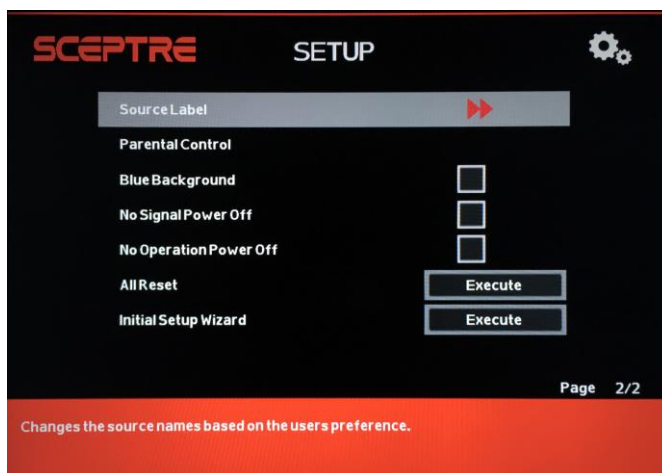 SCEPTRE SETUP
Source Label
Parental Control
Blue Background
No Signal Power Off
No Operation Power Off
All Reset Execute
Initial Setup Wizard Execute
Page 2/2
Changes the source names based on the users preference.